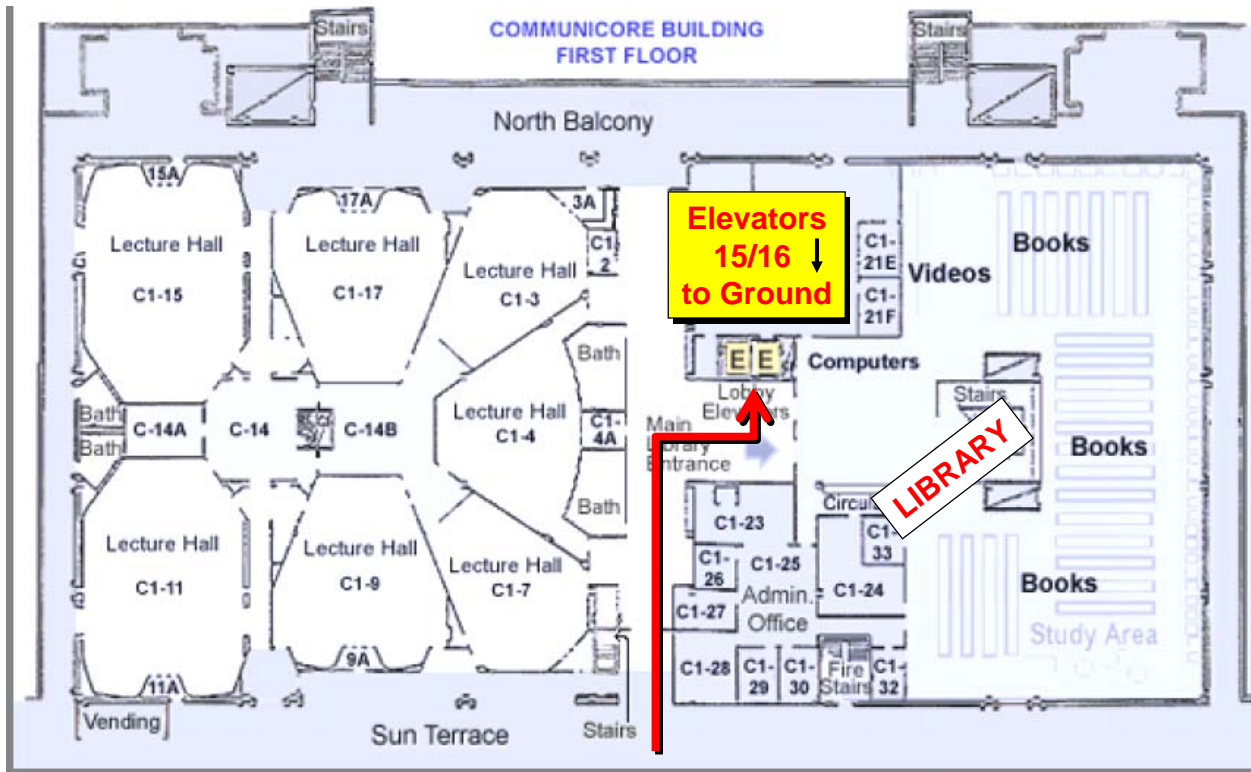 COMMUNICORE BUILDING
FIRST FLOOR
Stairs
Stairs
North Balcony
15A
Lecture Hall
C1-15
17A
Lecture Hall
C1-17
3A
C1
2
Lecture Hall
C1-3
Elevators
15/16
to Ground
C1-
21E
C1-
21F
Videos
Books
E E
Lobby
Elevators
Computers
Stairs
Bath
Bath
C-14A
C-14
C-14B
Lecture Hall
C1-4
Bath
C1-
4A
Bath
Main
Library
Entrance
LIBRARY
Books
Lecture Hall
C1-11
11A
Lecture Hall
C1-9
9A
Lecture Hall
C1-7
C1-23
C1-
26
C1-25
C1-27
Admin.
Office
C1-
33
C1-24
C1-28
C1-
29
C1-
30
Fire
Stairs
C1-
32
Books
Study Area
Vending
Sun Terrace
Stairs